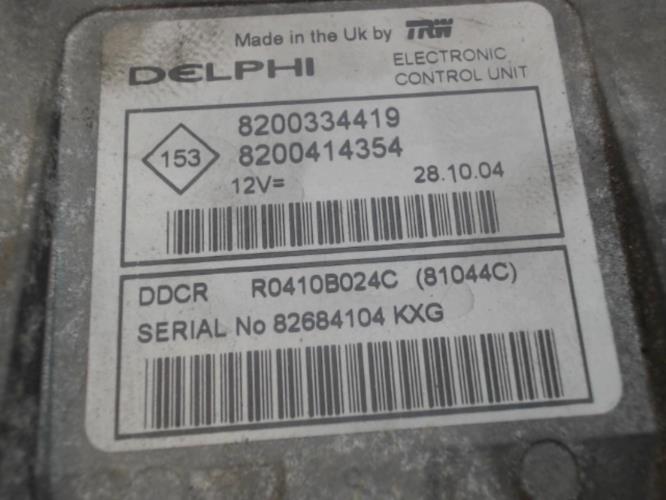 Made in the Uk by TRW
DELPHI
ELECTRONIC
CONTROL UNIT
153
8200334419
8200414354
12V=
28.10.04
DDCR R0410B024C (81044C)
SERIAL No 82684104 KXG